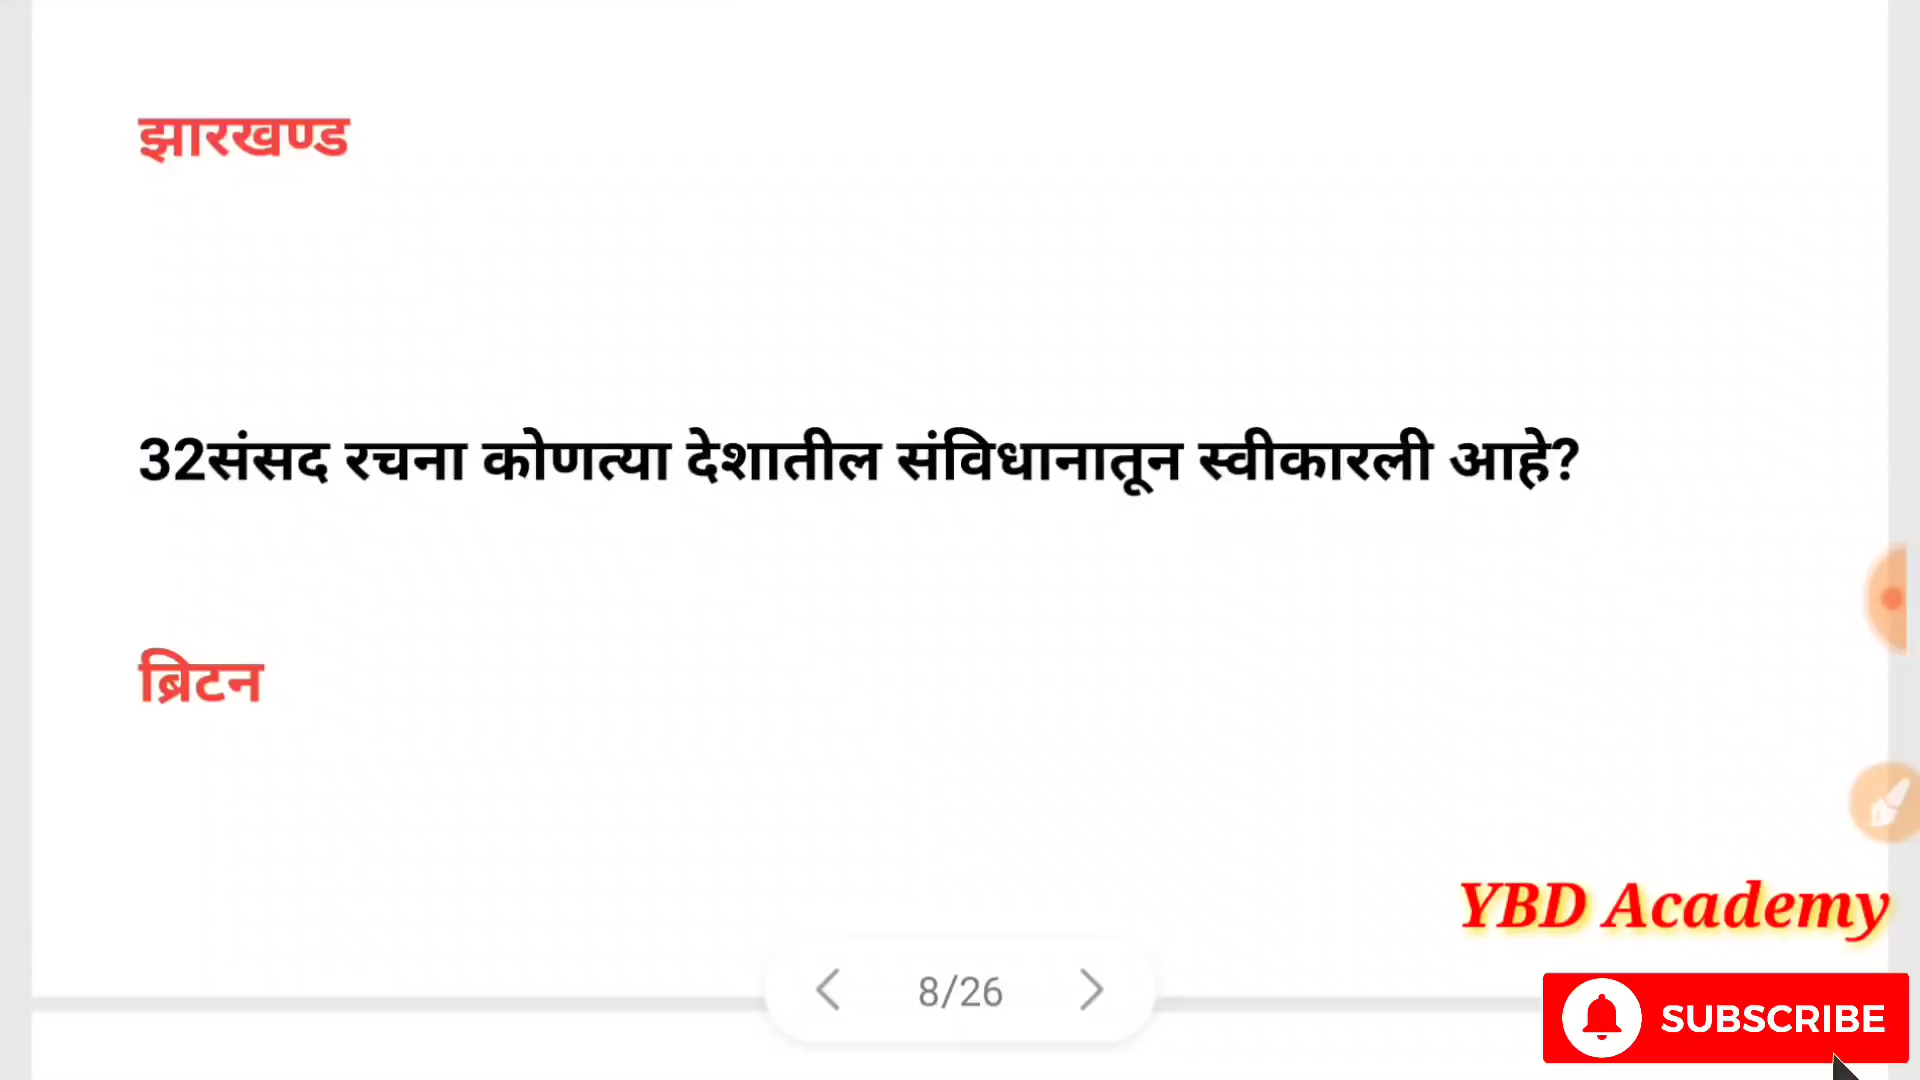 झारखण्ड
32संसद रचना कोणत्या देशातील संविधानातून स्वीकारली आहे?
ब्रिटन
YBD Academy
8/26
SUBSCRIBE